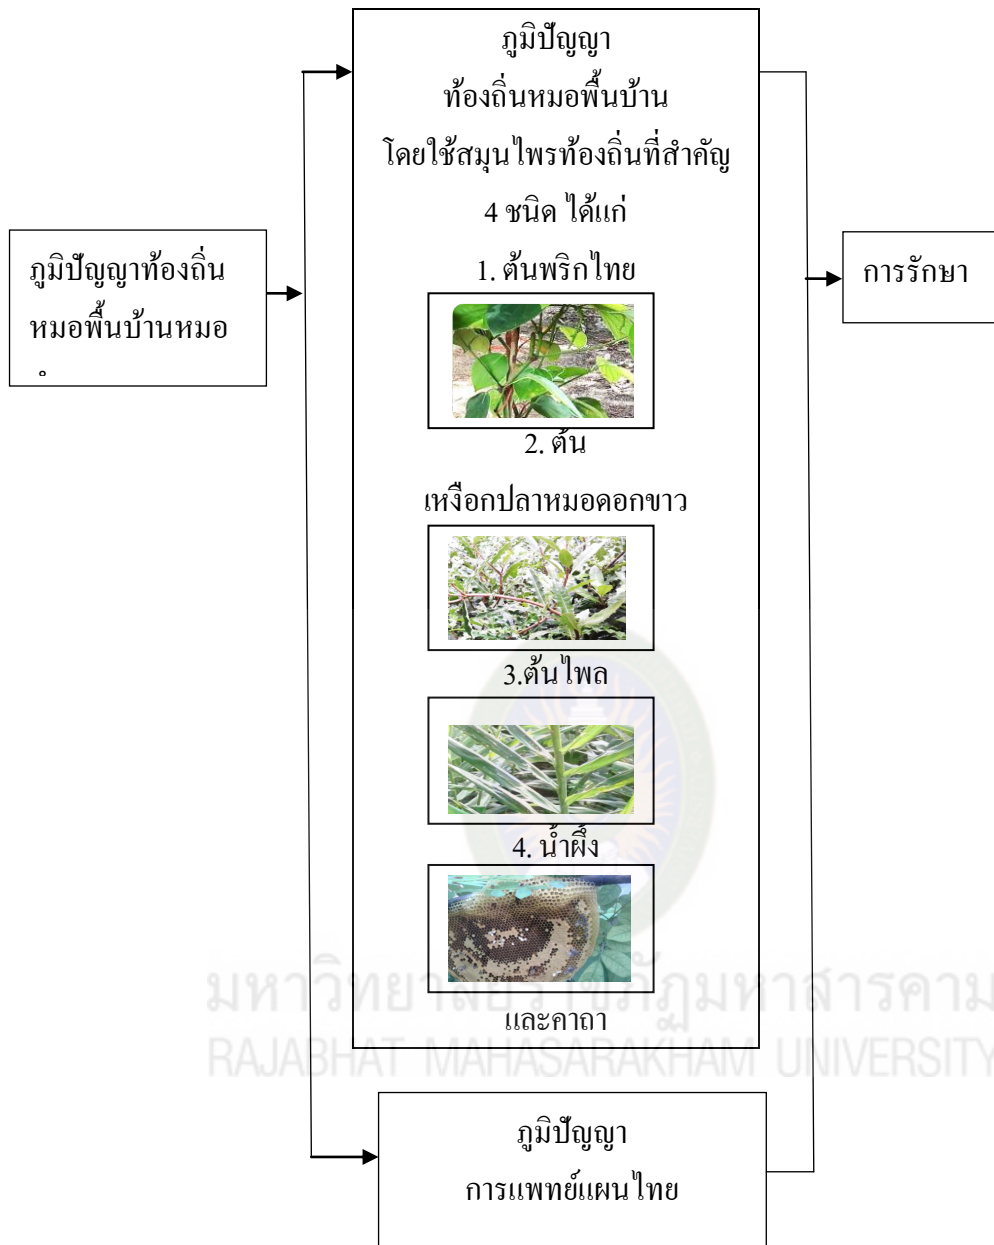 ภูมิปัญญาท้องถิ่น
หมอพื้นบ้านหมอ
ภูมิปัญญา
ท้องถิ่นหมอพื้นบ้าน
โดยใช้สมุนไพรท้องถิ่นที่สำคัญ
4 ชนิด ได้แก่
1. ต้นพริกไทย
2. ต้น
เหงือกปลาหมอดอกขาว
3.ต้นไพล
4. น้ำผึ้ง
และคาถา
ภูมิปัญญา
การแพทย์แผนไทย
การรักษา
มหาวิทยาลัยราชภัฏมหาสารคาม
RAJABHAT MAHASARAKHAM UNIVERSITY